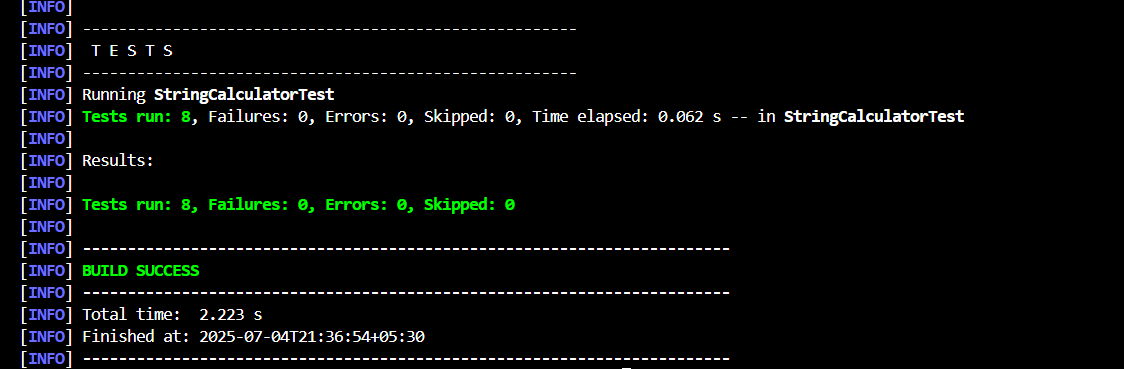 [INFO]
[INFO] -------------------------------------------------------
[INFO]  T E S T S
[INFO] -------------------------------------------------------
[INFO] Running StringCalculatorTest
[INFO] Tests run: 8, Failures: 0, Errors: 0, Skipped: 0, Time elapsed: 0.062 s -- in StringCalculatorTest
[INFO]
[INFO] Results:
[INFO]
[INFO] Tests run: 8, Failures: 0, Errors: 0, Skipped: 0
[INFO]
[INFO] ------------------------------------------------------------------------
[INFO] BUILD SUCCESS
[INFO] ------------------------------------------------------------------------
[INFO] Total time:  2.223 s
[INFO] Finished at: 2025-07-04T21:36:54+05:30
[INFO] ------------------------------------------------------------------------